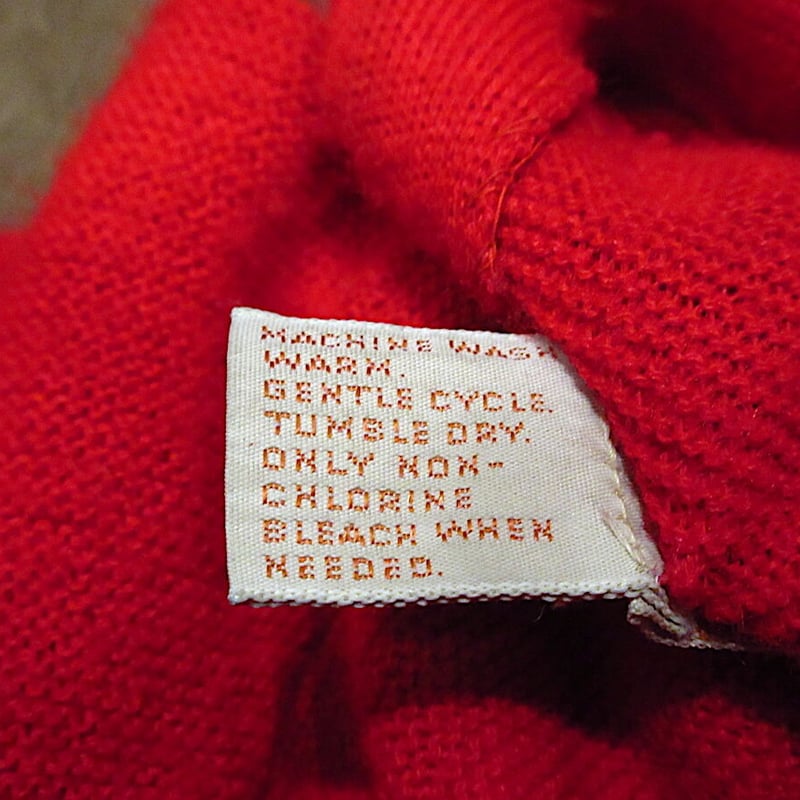 MACHINE WASH
WARM.
GENTLE CYCLE.
TUMBLE DRY.
ONLY NON-
CHLORINE
BLEACH WHEN
NEEDED.